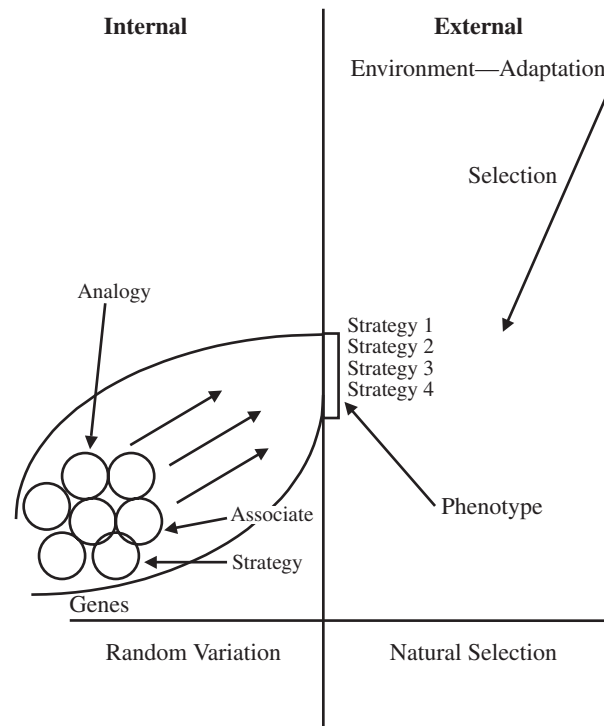 Internal
External
Environment—Adaptation
Selection
Analogy
Strategy 1
Strategy 2
Strategy 3
Strategy 4
Associate
Phenotype
Strategy
Genes
Random Variation
Natural Selection